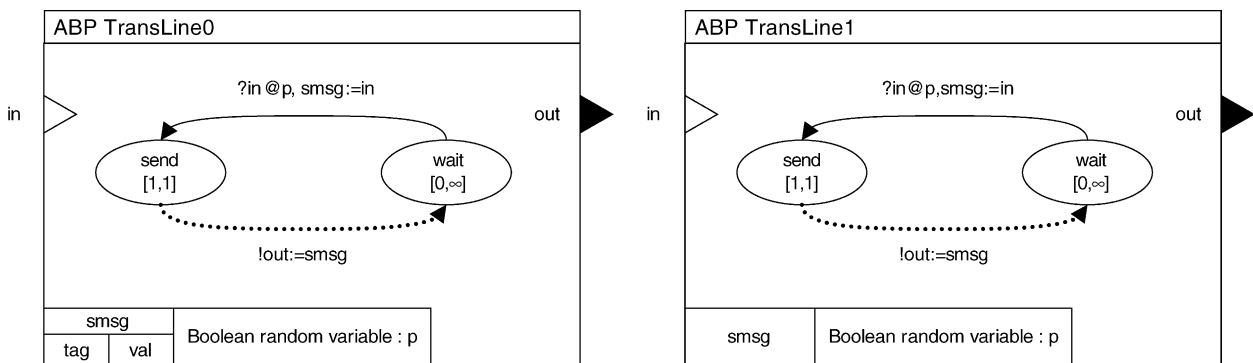 ABP TransLine0
?in @p, smsg:=in
in
out
send
[1,1]
wait
[0,∞]
!out:=smsg
smsg
tag
val
Boolean random variable : p
ABP TransLine1
?in@p,smsg:=in
in
out
send
[1,1]
wait
[0,∞]
!out:=smsg
smsg
Boolean random variable : p